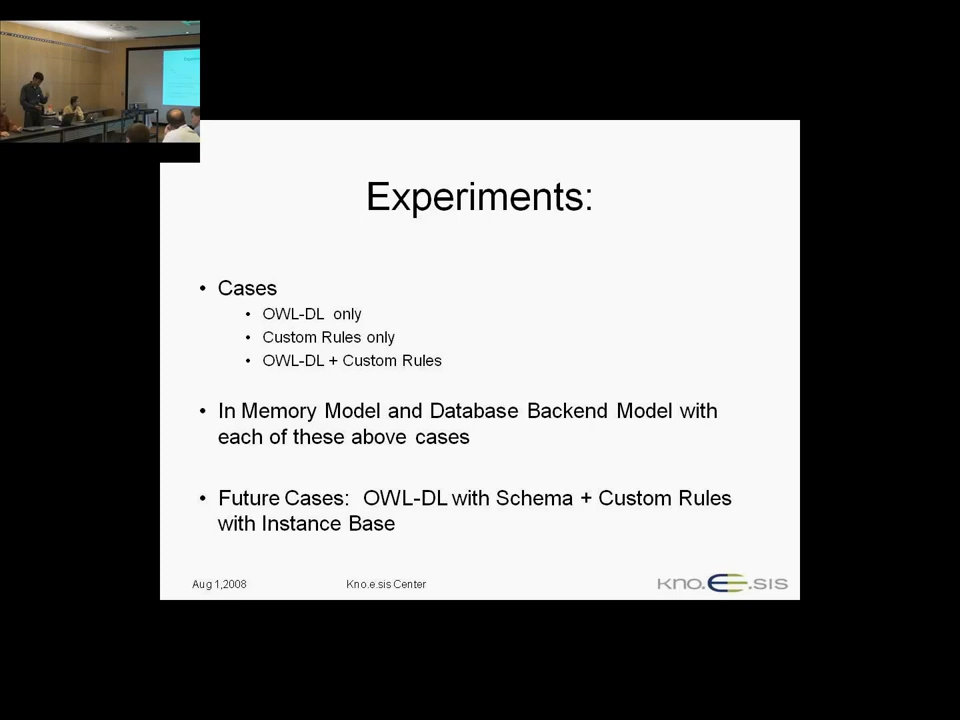 Experiments:
• Cases
• OWL-DL only
• Custom Rules only
• OWL-DL + Custom Rules
• In Memory Model and Database Backend Model with
each of these above cases
• Future Cases: OWL-DL with Schema + Custom Rules
with Instance Base
Aug 1,2008
Kno.e.sis Center
kno.e.sis